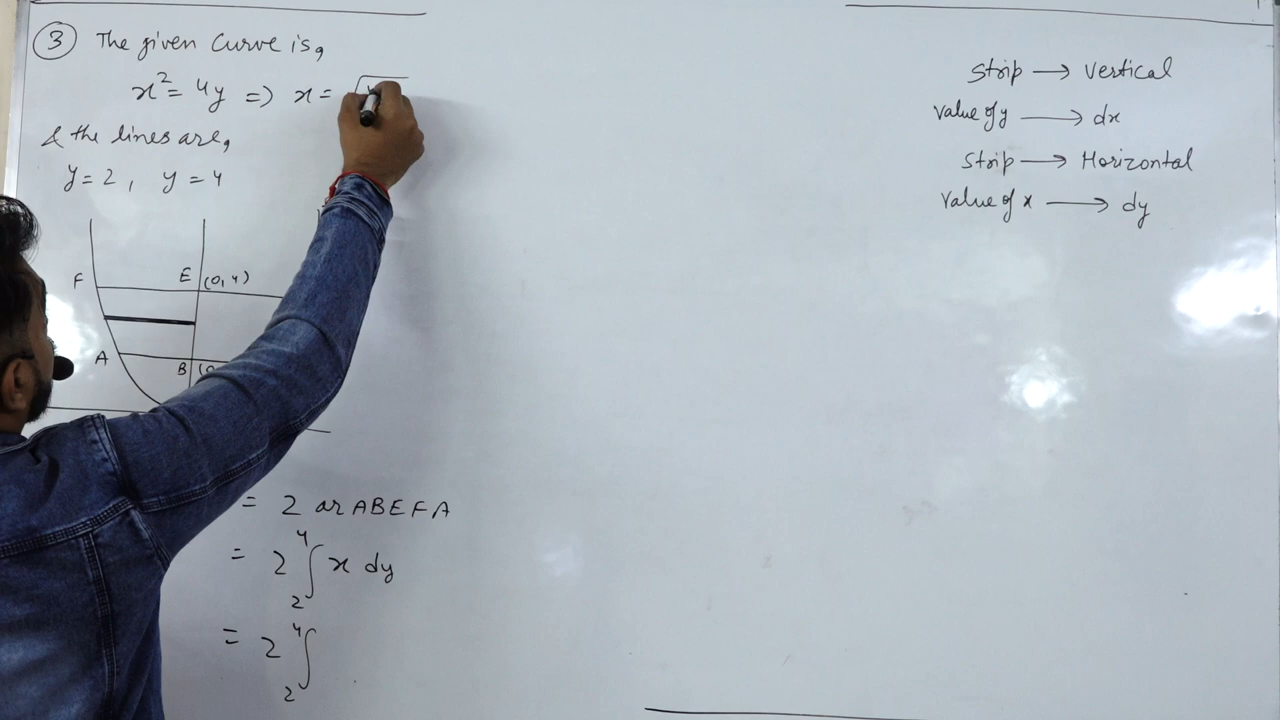 ③ The given curve is,
x² = 4y => x = √
& the lines are,
y = 2, y = 4
F E (0, 4)
A B (0
= 2 ar ABEFA
= 2 ∫₂⁴ x dy
= 2 ∫₂⁴
Strip → Vertical
Value of y → dx
Strip → Horizontal
Value of x → dy